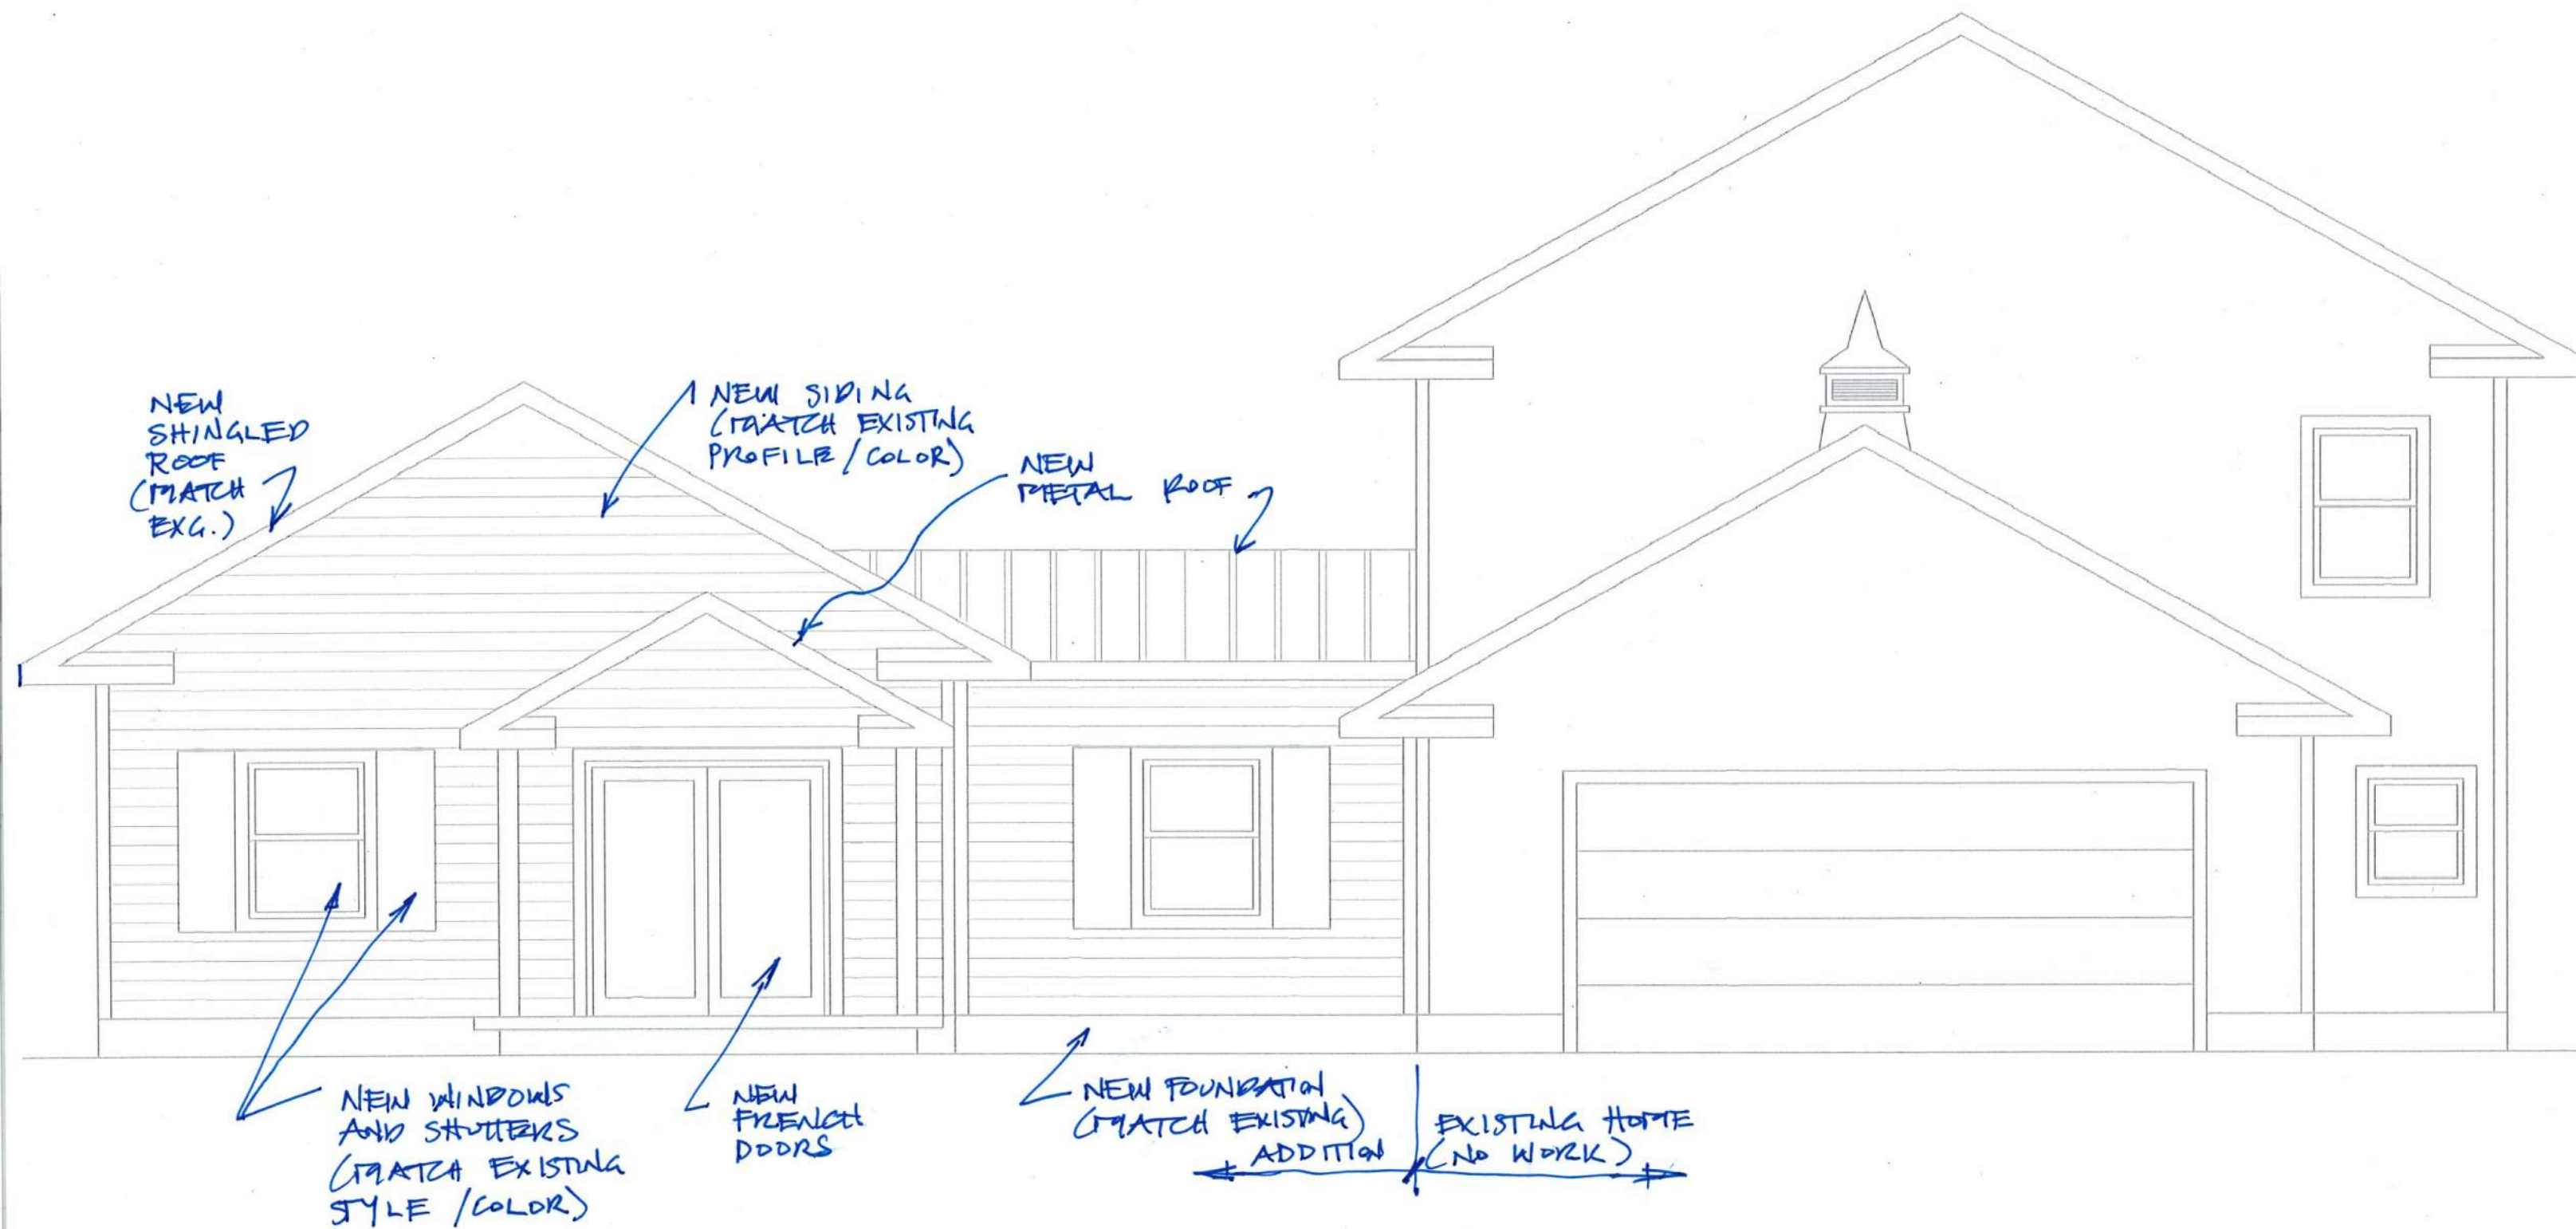 NEW
SHINGLED
ROOF
(MATCH
EXG.)
NEW SIDING
(MATCH EXISTING
PROFILE / COLOR)
NEW
METAL ROOF
NEW WINDOWS
AND SHUTTERS
(MATCH EXISTING
STYLE / COLOR)
NEW
FRENCH
DOORS
NEW FOUNDATION
(MATCH EXISTING)
ADDITION
EXISTING HOME
(NO WORK)